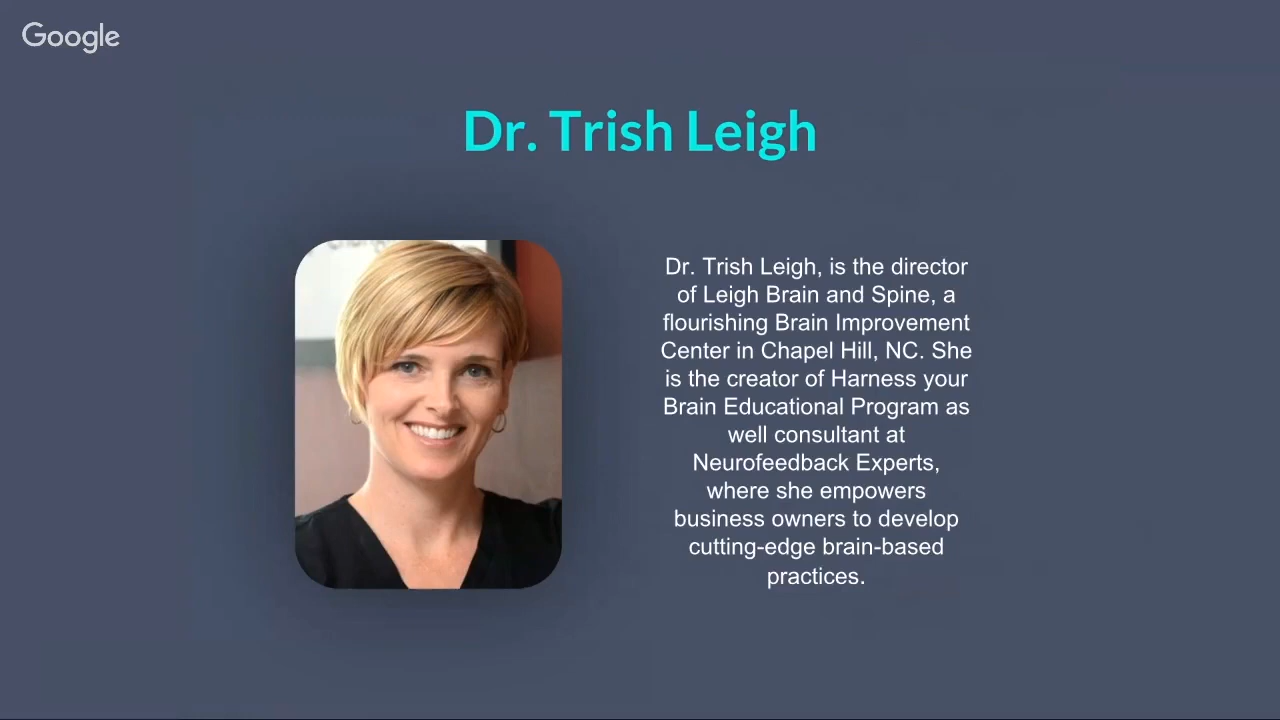 Google
Dr. Trish Leigh
Dr. Trish Leigh, is the director
of Leigh Brain and Spine, a
flourishing Brain Improvement
Center in Chapel Hill, NC. She
is the creator of Harness your
Brain Educational Program as
well consultant at
Neurofeedback Experts,
where she empowers
business owners to develop
cutting-edge brain-based
practices.